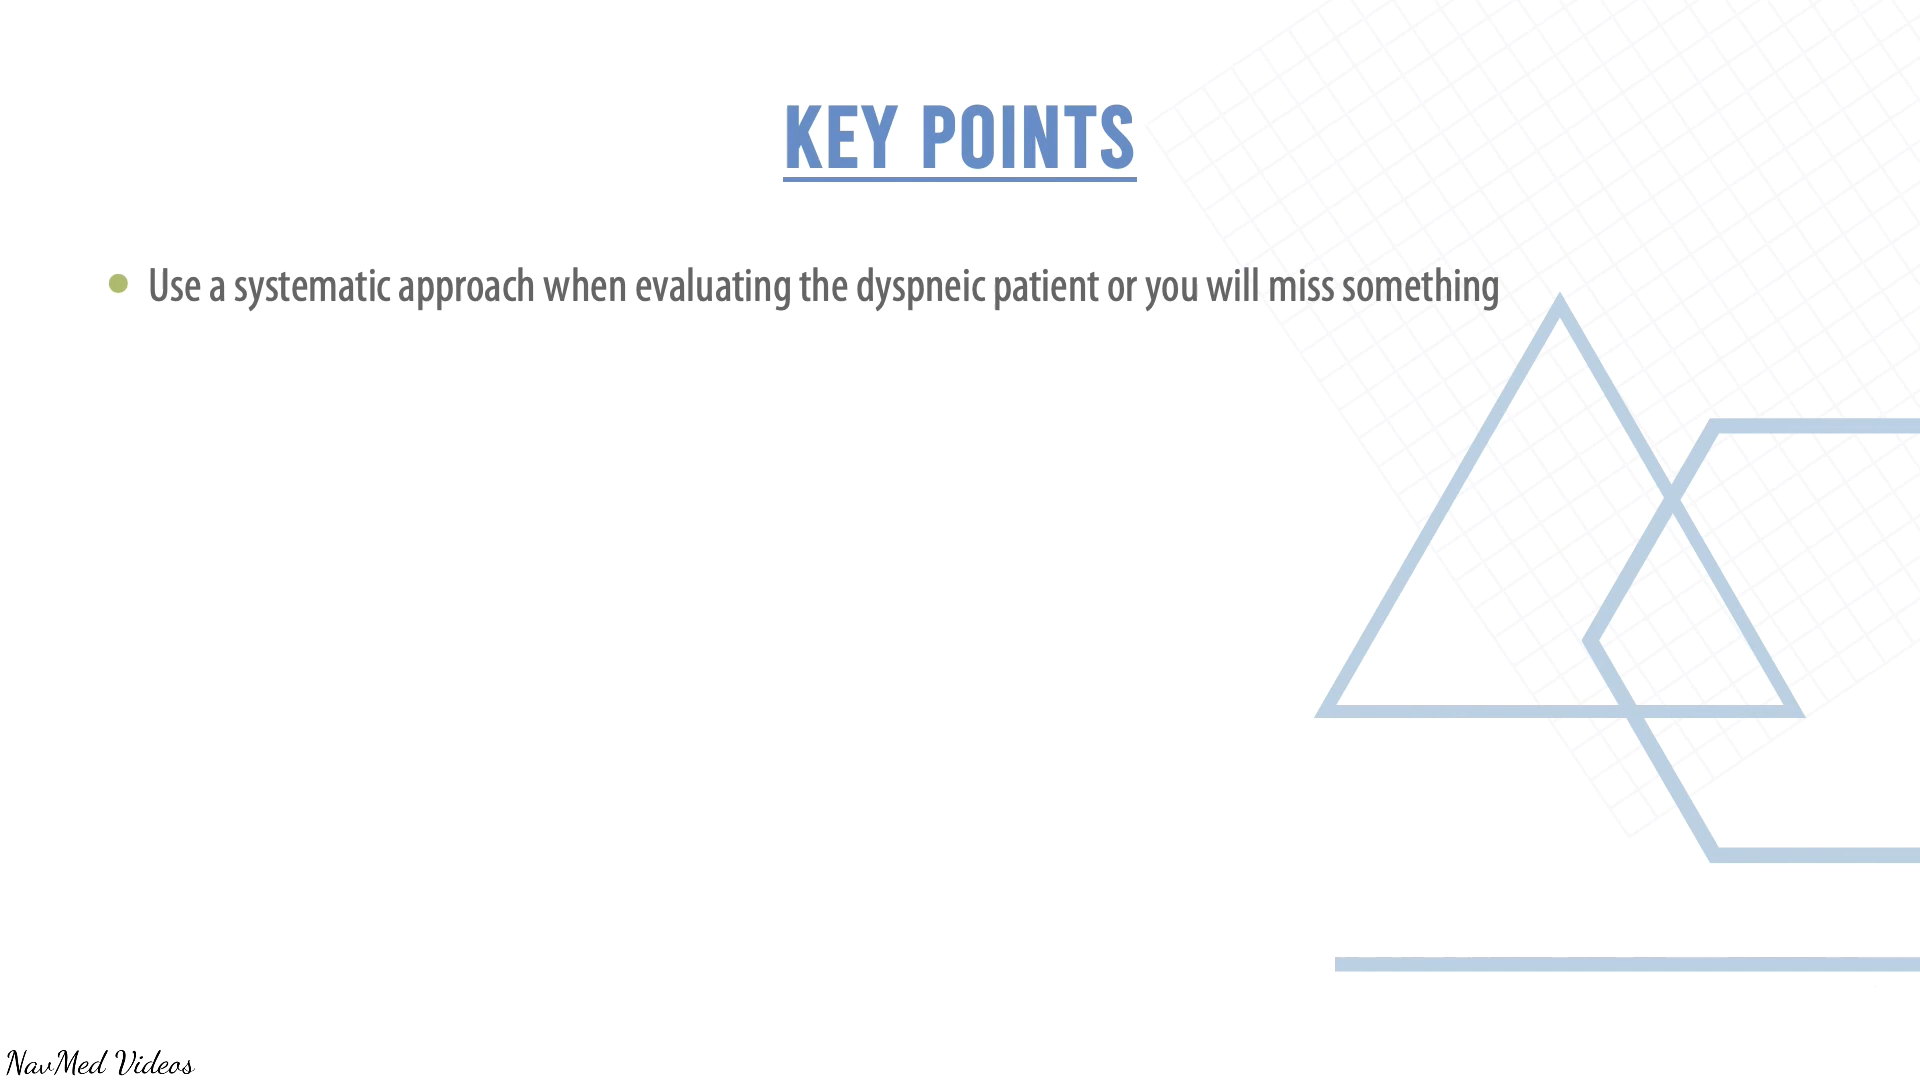 KEY POINTS
Use a systematic approach when evaluating the dyspneic patient or you will miss something
NavMed Videos